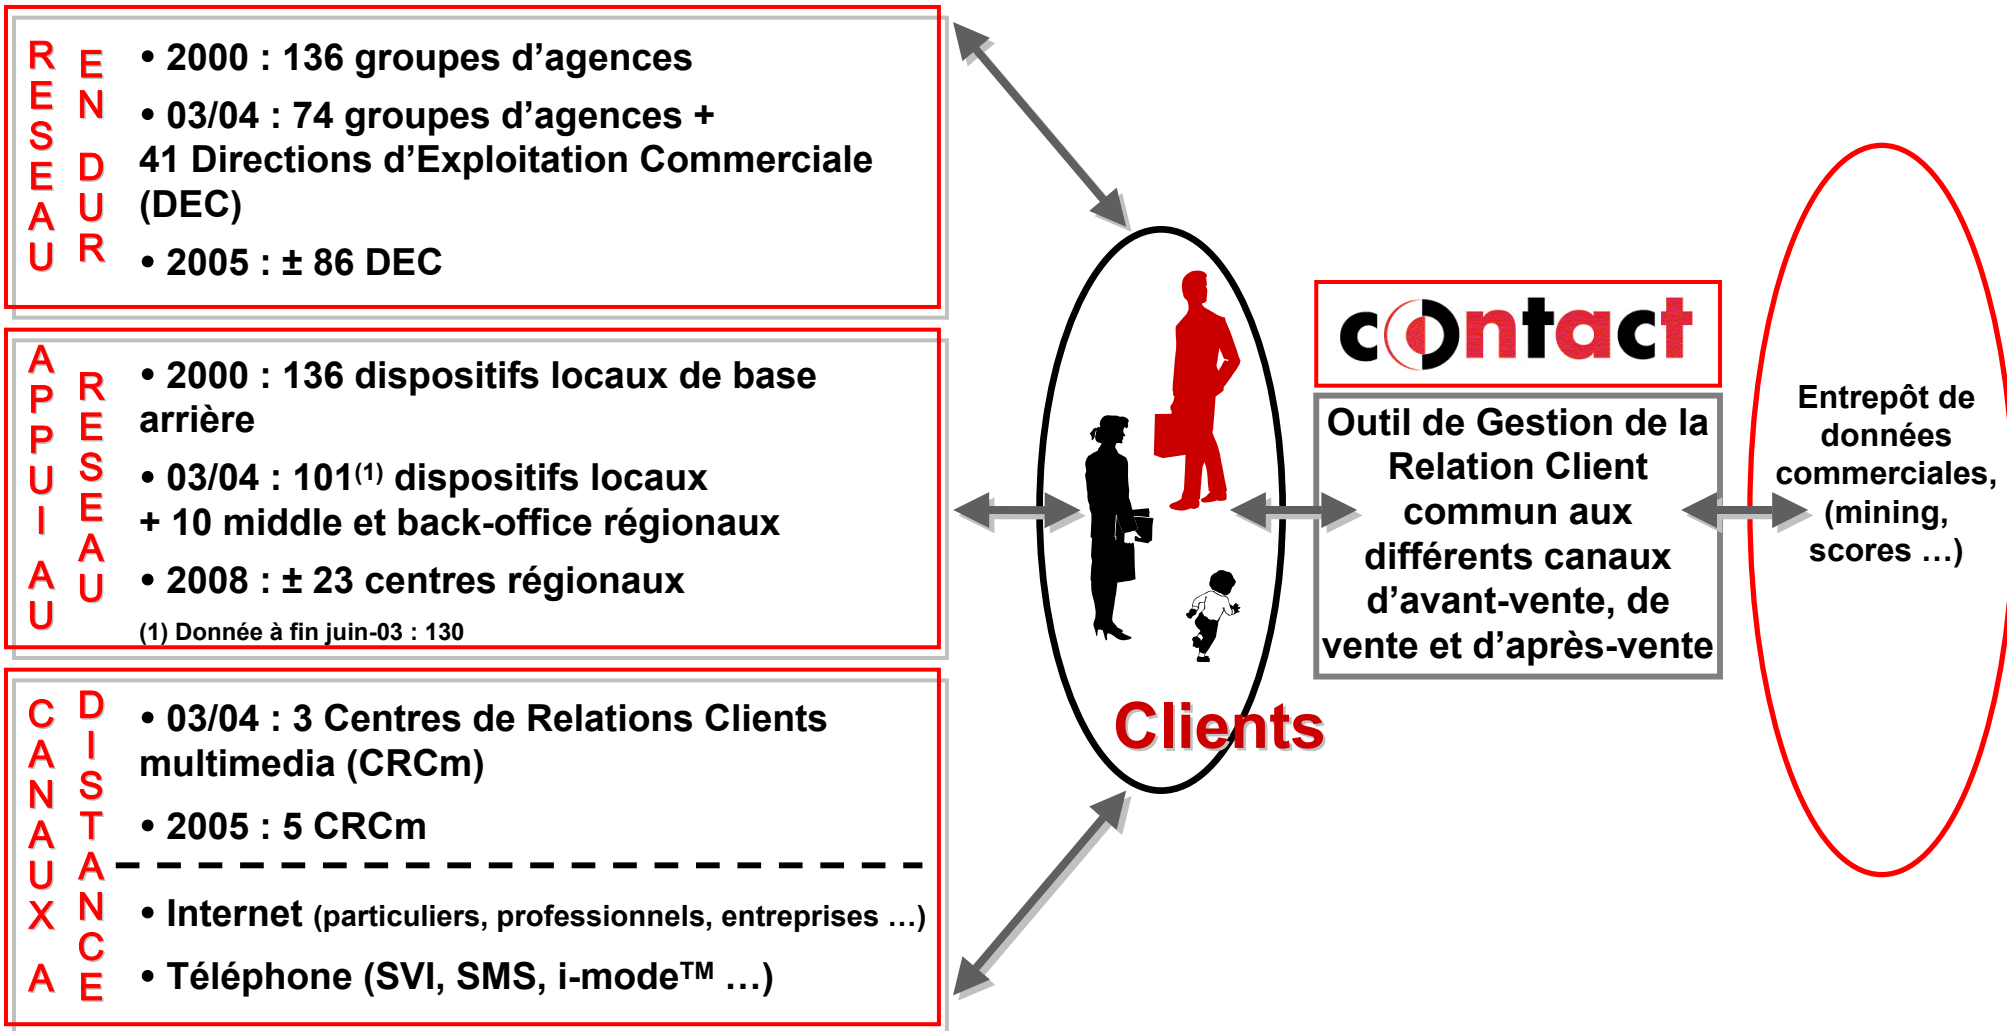 RESEAU
EN DUR
• 2000 : 136 groupes d’agences
• 03/04 : 74 groupes d’agences +
41 Directions d’Exploitation Commerciale
(DEC)
• 2005 : ± 86 DEC
APPUI AU
RESEAU
• 2000 : 136 dispositifs locaux de base
arrière
• 03/04 : 101(1) dispositifs locaux
+ 10 middle et back-office régionaux
• 2008 : ± 23 centres régionaux
(1) Donnée à fin juin-03 : 130
CANAUX A
DISTANCE
• 03/04 : 3 Centres de Relations Clients
multimedia (CRCm)
• 2005 : 5 CRCm
• Internet (particuliers, professionnels, entreprises …)
• Téléphone (SVI, SMS, i-mode™ …)
Clients
contact
Outil de Gestion de la
Relation Client
commun aux
différents canaux
d’avant-vente, de
vente et d’après-vente
Entrepôt de
données
commerciales,
(mining,
scores …)